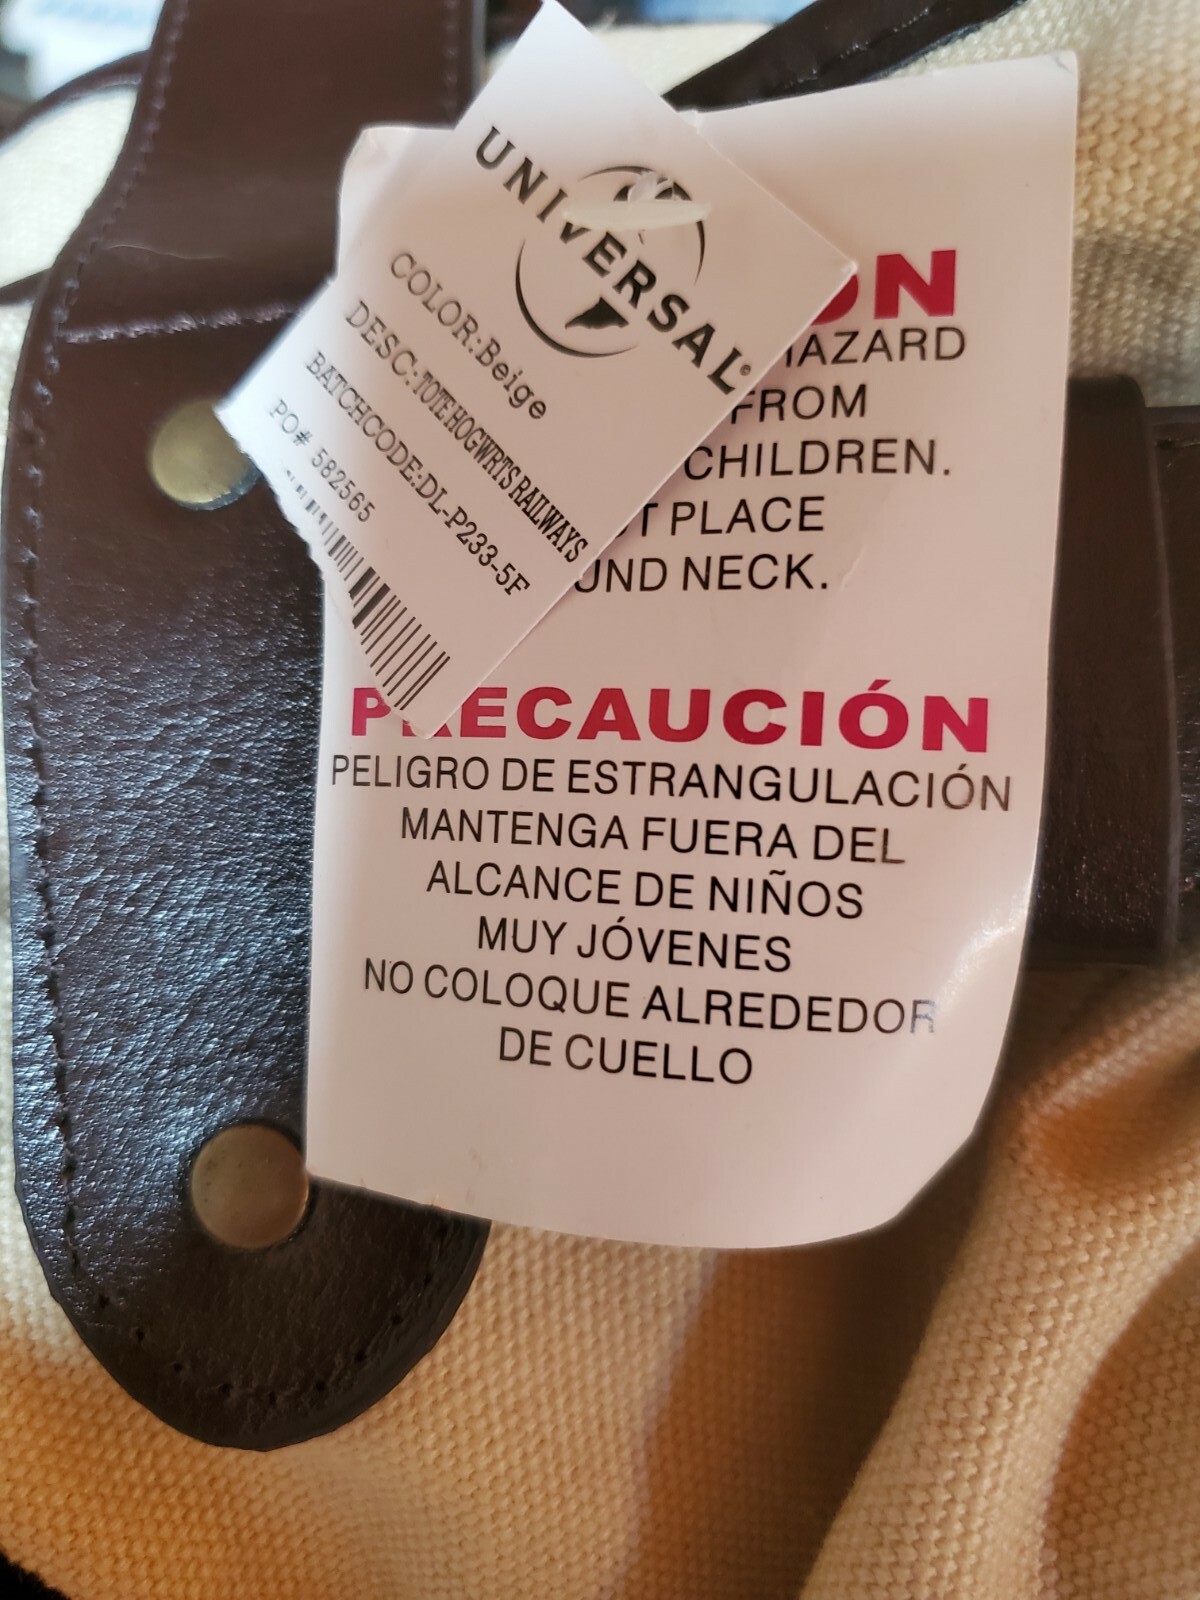 UNIVERSAL
COLOR:Beige
DESC:TOTE HOGWRTS RAILWAYS
BATCHCODE:DL-P233-5F
PO# 582565
ON
HAZARD
FROM
CHILDREN.
T PLACE
UND NECK.
PRECAUCIÓN
PELIGRO DE ESTRANGULACIÓN
MANTENGA FUERA DEL
ALCANCE DE NIÑOS
MUY JÓVENES
NO COLOQUE ALREDEDOR
DE CUELLO